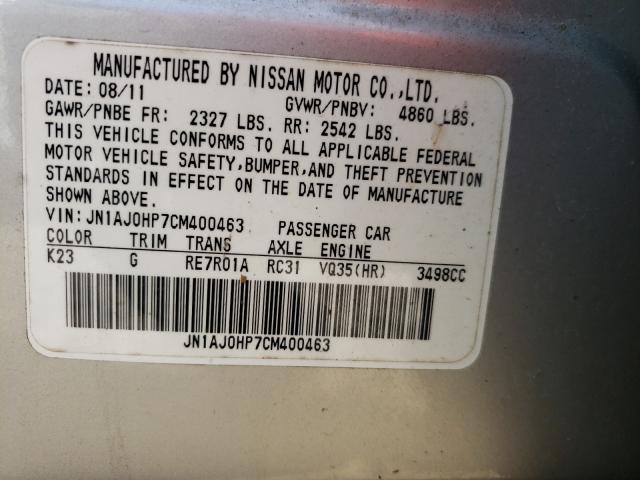 MANUFACTURED BY NISSAN MOTOR CO.,LTD.
DATE: 08/11 GVWR/PNBV: 4860 LBS.
GAWR/PNBE FR: 2327 LBS. RR: 2542 LBS.
THIS VEHICLE CONFORMS TO ALL APPLICABLE FEDERAL
MOTOR VEHICLE SAFETY,BUMPER,AND THEFT PREVENTION
STANDARDS IN EFFECT ON THE DATE OF MANUFACTURE
SHOWN ABOVE.
VIN:JN1AJ0HP7CM400463 PASSENGER CAR
COLOR TRIM TRANS AXLE ENGINE
K23 G RE7R01A RC31 VQ35(HR) 3498CC
JN1AJ0HP7CM400463